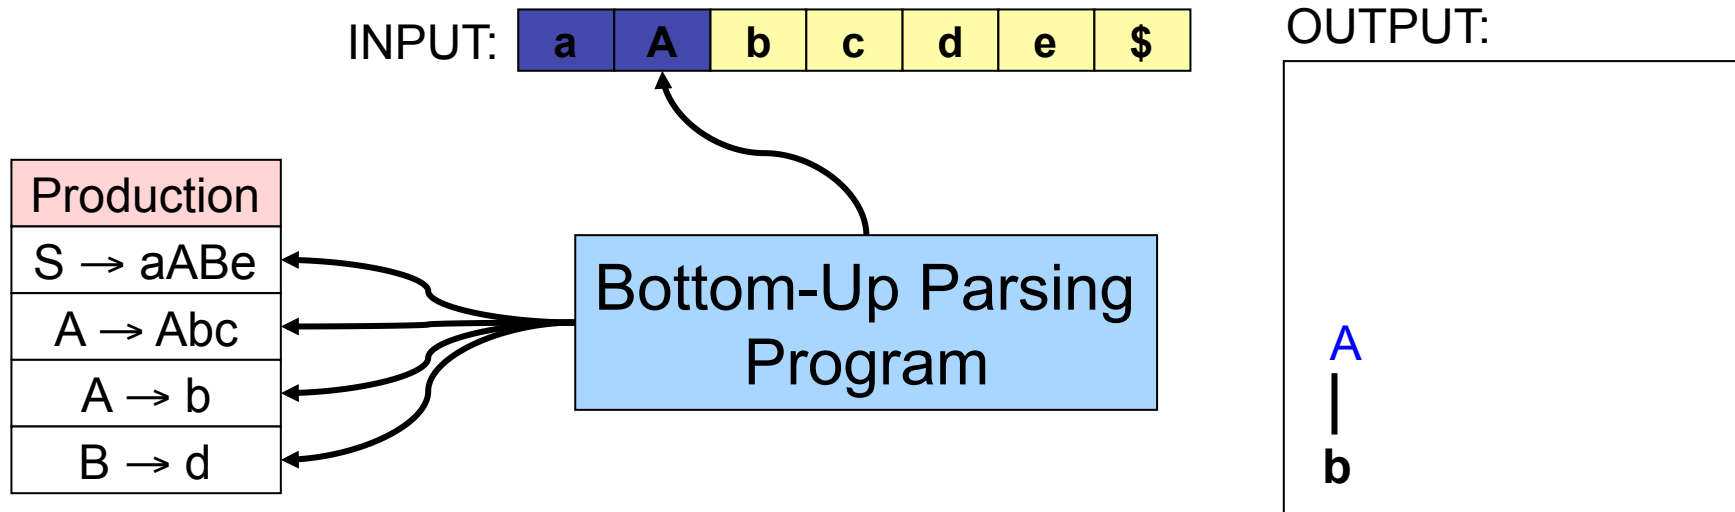 INPUT: a A b c d e $
OUTPUT:
Production
S → aABe
A → Abc
A → b
B → d
Bottom-Up Parsing
Program
A
b